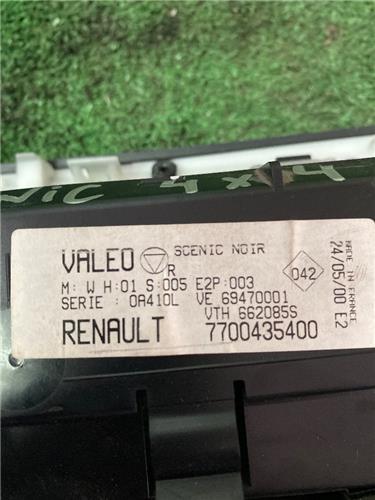 NIC 4x4
VALEO R SCENIC NOIR
M: W H:01 S:005 E2P:003
SERIE : 0A410L VE 69470001
VTH 662085S
RENAULT 7700435400
042
MADE IN FRANCE
24/05/00 E2